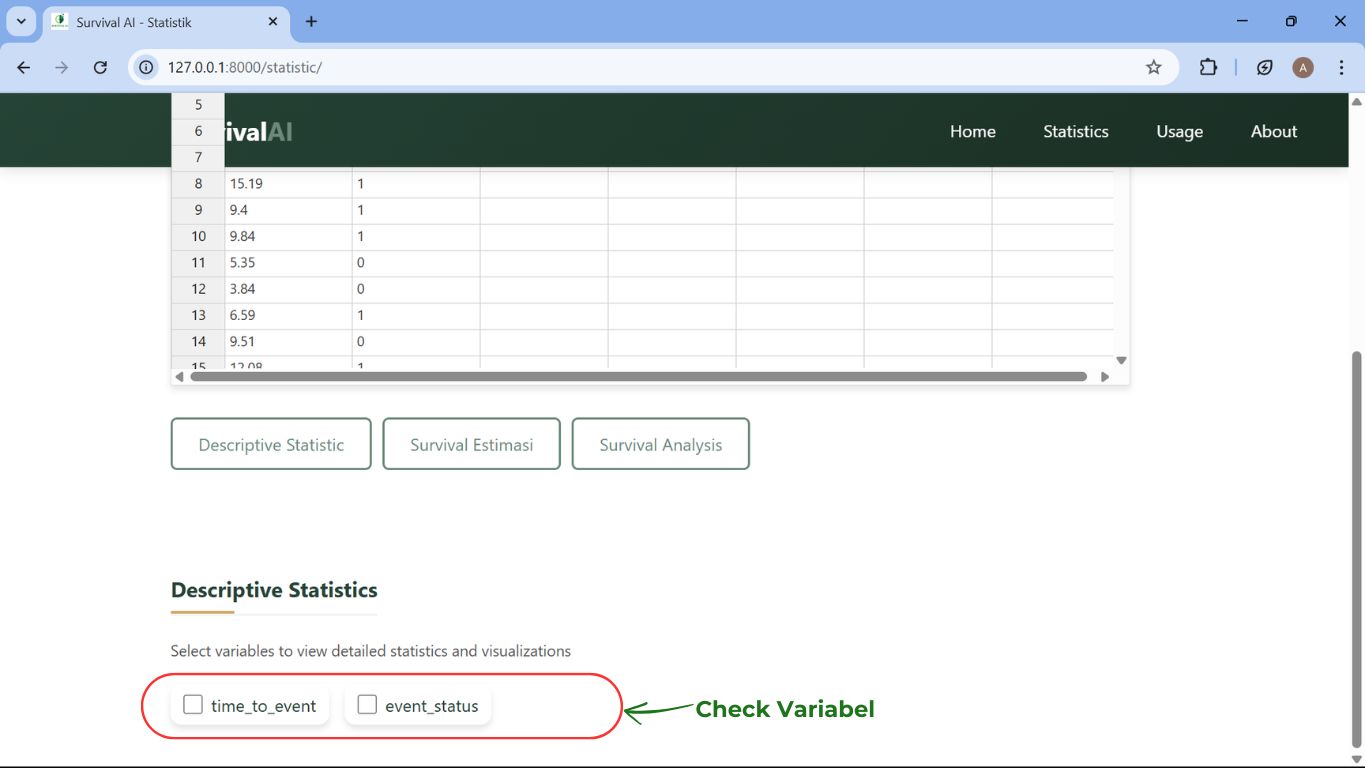 Survival AI - Statistik
127.0.0.1:8000/statistic/
A
ivalAI
Home Statistics Usage About
5
6
7
8 15.19 1
9 9.4 1
10 9.84 1
11 5.35 0
12 3.84 0
13 6.59 1
14 9.51 0
15 12.08 1
Descriptive Statistic Survival Estimasi Survival Analysis
Descriptive Statistics
Select variables to view detailed statistics and visualizations
time_to_event event_status
Check Variabel